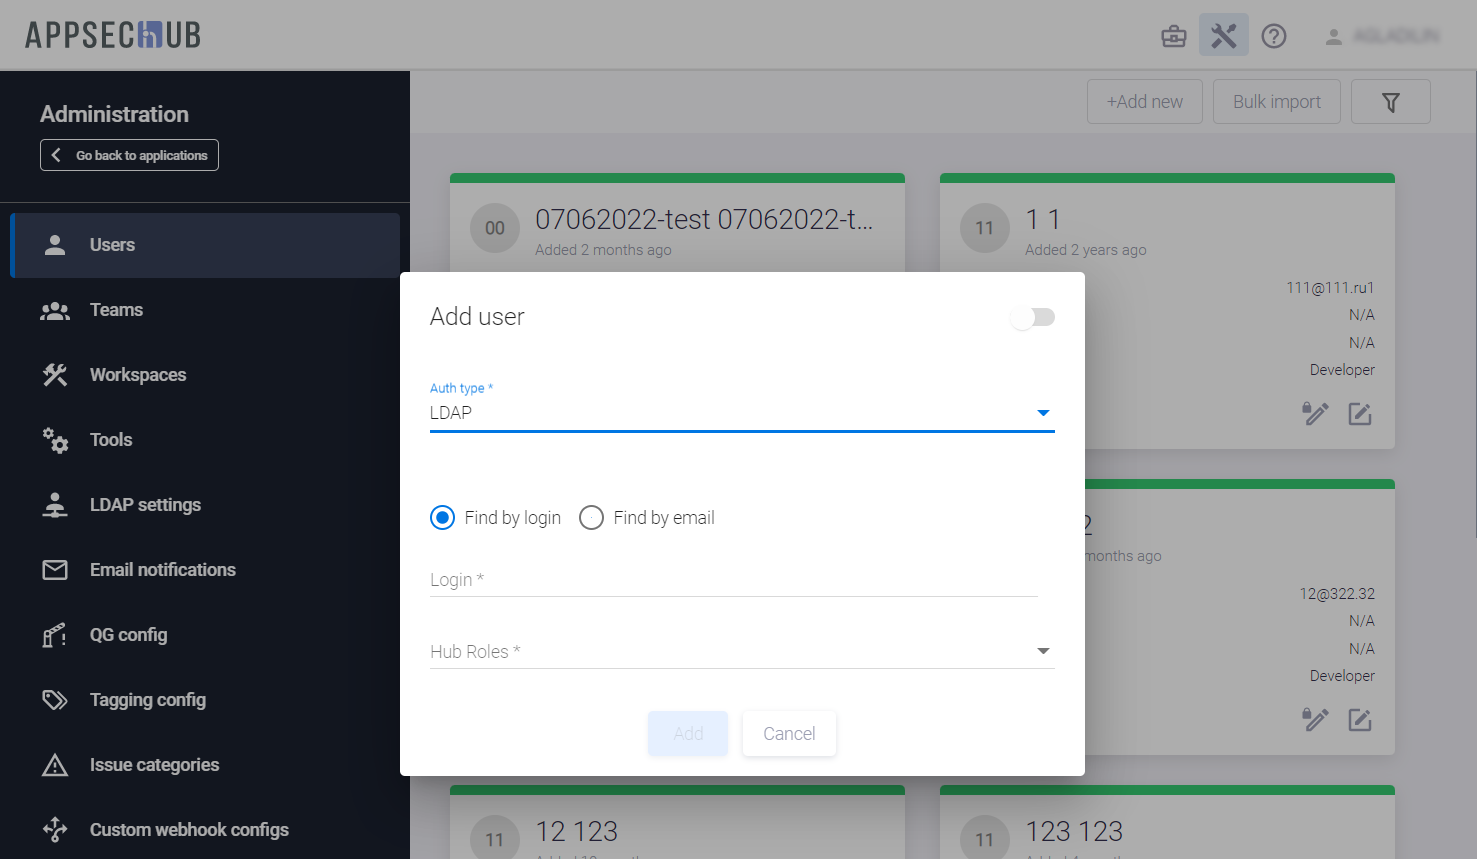 APPSECHUB
Administration
Go back to applications
Users
Teams
Workspaces
Tools
LDAP settings
Email notifications
QG config
Tagging config
Issue categories
Custom webhook configs
+Add new
Bulk import
00
07062022-test 07062022-t...
Added 2 months ago
11
1 1
Added 2 years ago
111@111.ru1
N/A
N/A
Developer
Add user
Auth type *
LDAP
Find by login
Find by email
Login *
Hub Roles *
Add
Cancel
2
months ago
12@322.32
N/A
N/A
Developer
11
12 123
11
123 123